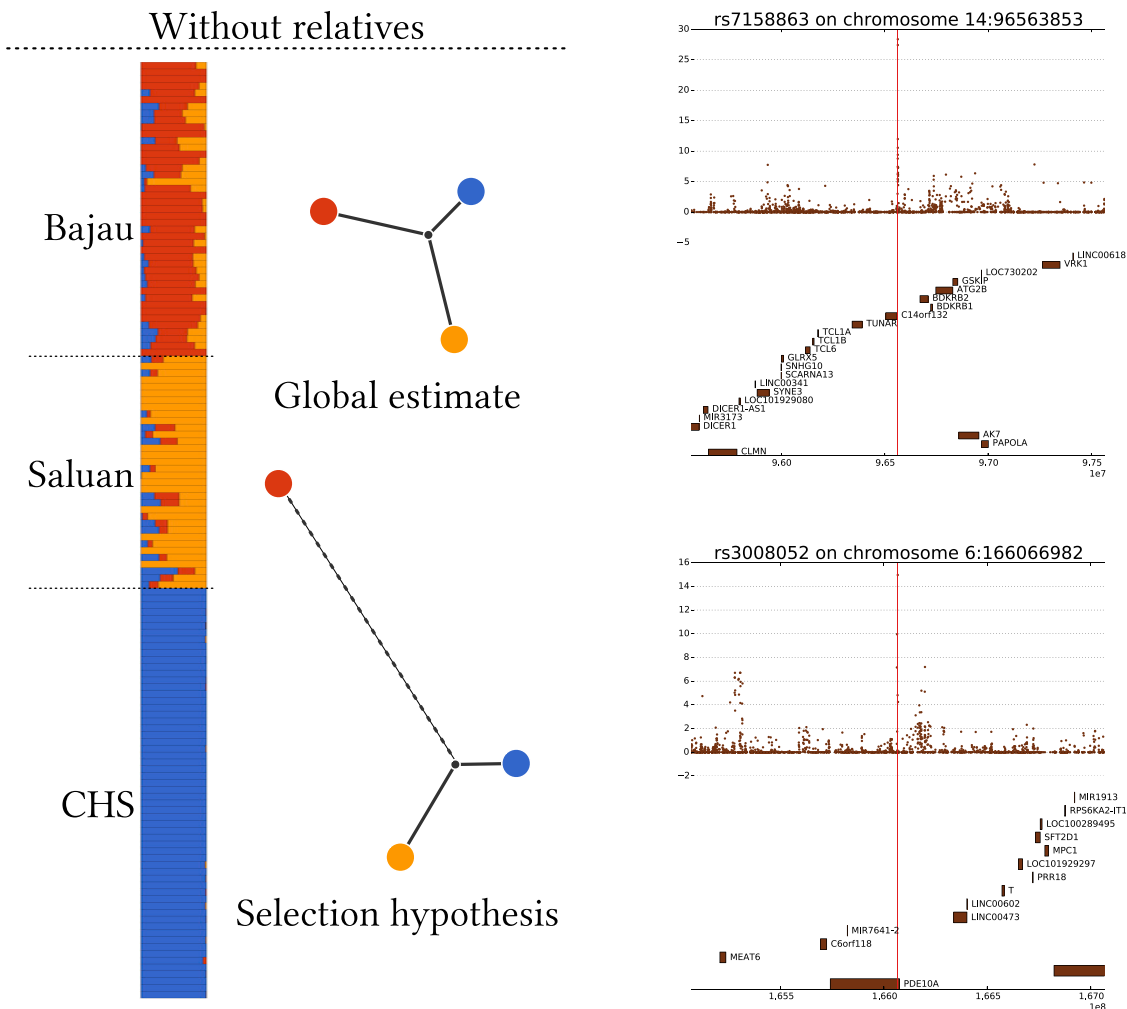 Without relatives
Bajau
Saluan
CHS
Global estimate
Selection hypothesis
rs7158863 on chromosome 14:96563853
30
25
20
15
10
5
0
−5
LINC00618
VRK1
LOC730202
GSKIP
ATG2B
BDKRB2
BDKRB1
C14orf132
TUNAR
TCL1A
TCL1B
TCL6
GLRX5
SNHG10
SCARNA13
LINC00341
SYNE3
LOC101929080
DICER1-AS1
MIR3173
DICER1
AK7
PAPOLA
CLMN
9.60 9.65 9.70 9.75
1e7
rs3008052 on chromosome 6:166066982
16
14
12
10
8
6
4
2
0
−2
MIR1913
RPS6KA2-IT1
LOC100289495
SFT2D1
MPC1
LOC101929297
PRR18
T
LINC00602
LINC00473
MIR7641-2
C6orf118
MEAT6
PDE10A
1,655 1,660 1,665 1,670
1e8